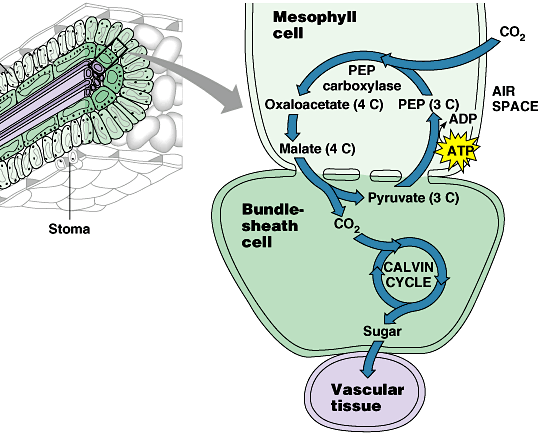 Mesophyll
cell
CO2
PEP
carboxylase
Oxaloacetate (4 C)
PEP (3 C)
AIR
SPACE
ADP
ATP
Malate (4 C)
Pyruvate (3 C)
Stoma
Bundle-
sheath
cell
CO2
CALVIN
CYCLE
Sugar
Vascular
tissue